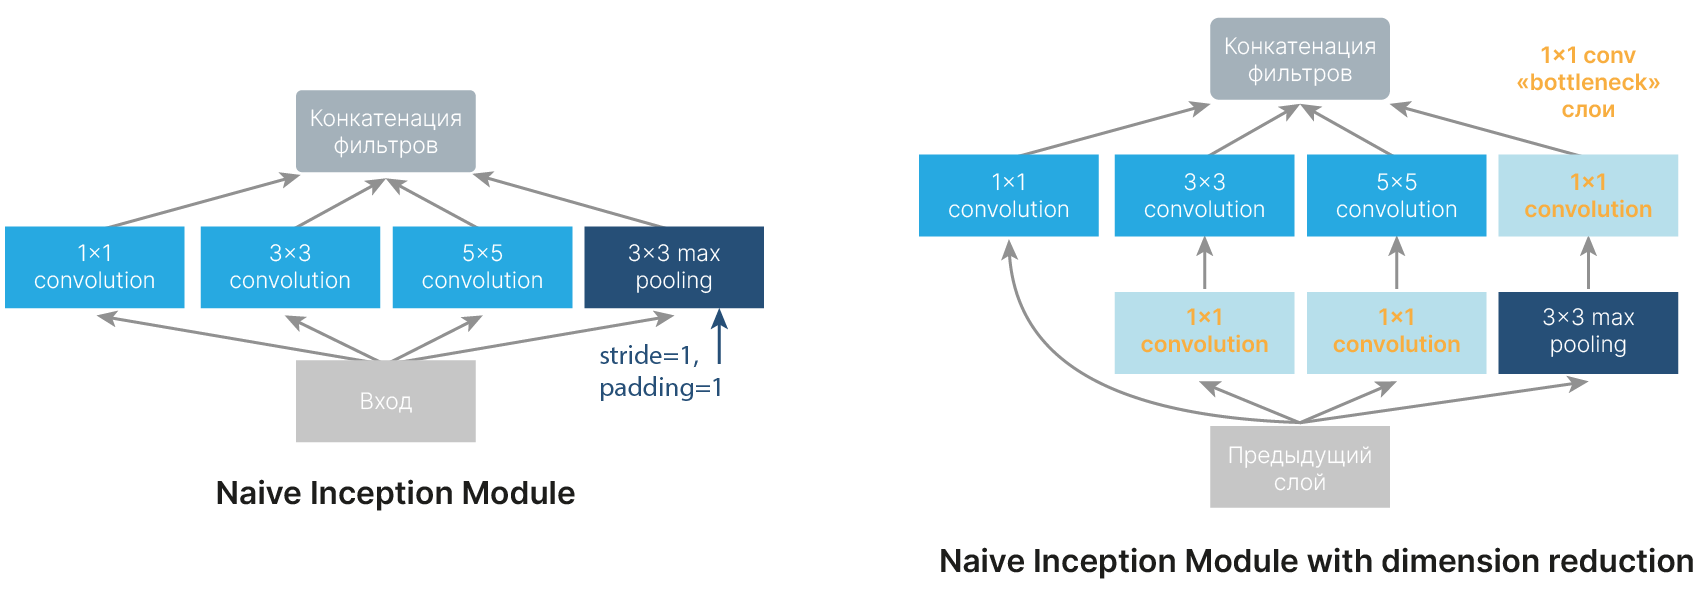 Конкатенация
фильтров
1×1
convolution
3×3
convolution
5×5
convolution
3×3 max
pooling
stride=1,
padding=1
Вход
Naive Inception Module
Конкатенация
фильтров
1×1 conv
«bottleneck»
слои
1×1
convolution
3×3
convolution
5×5
convolution
1×1
convolution
1×1
convolution
1×1
convolution
3×3 max
pooling
Предыдущий
слой
Naive Inception Module with dimension reduction